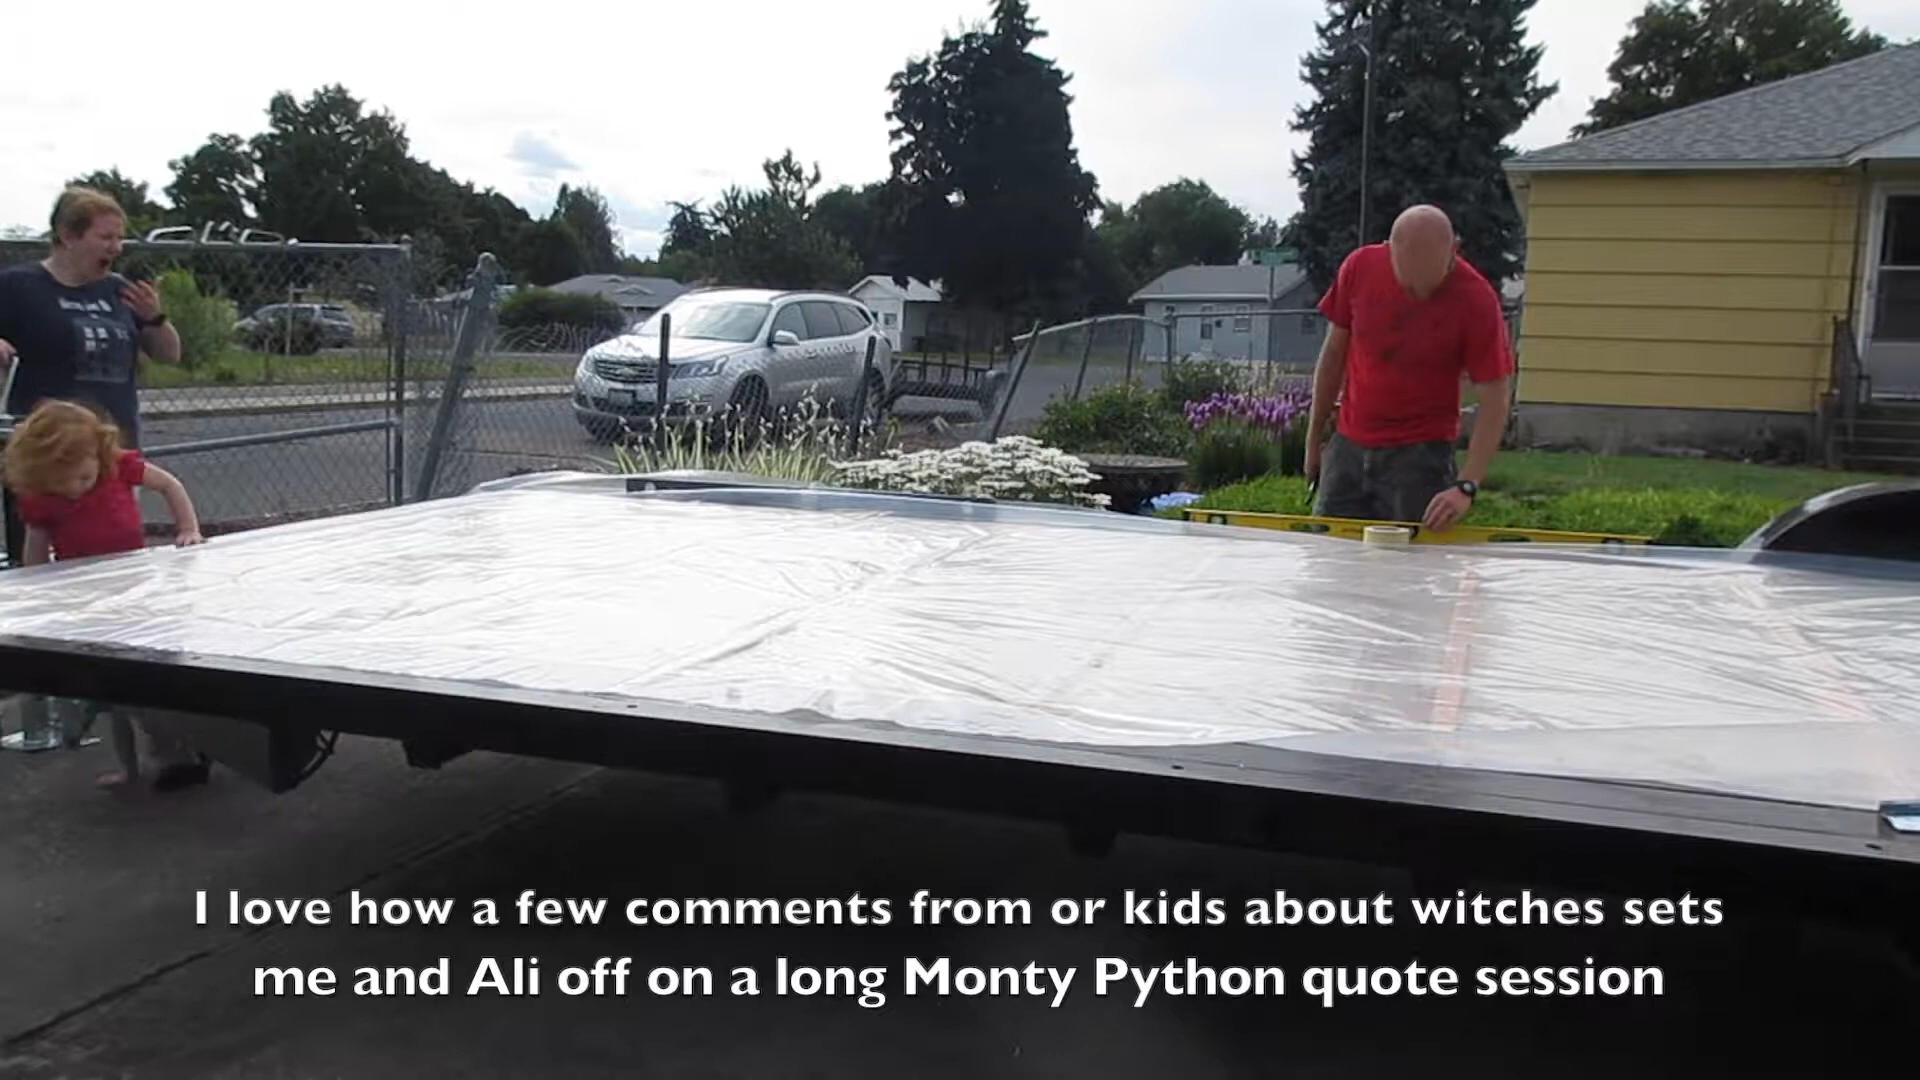 I love how a few comments from or kids about witches sets
me and Ali off on a long Monty Python quote session